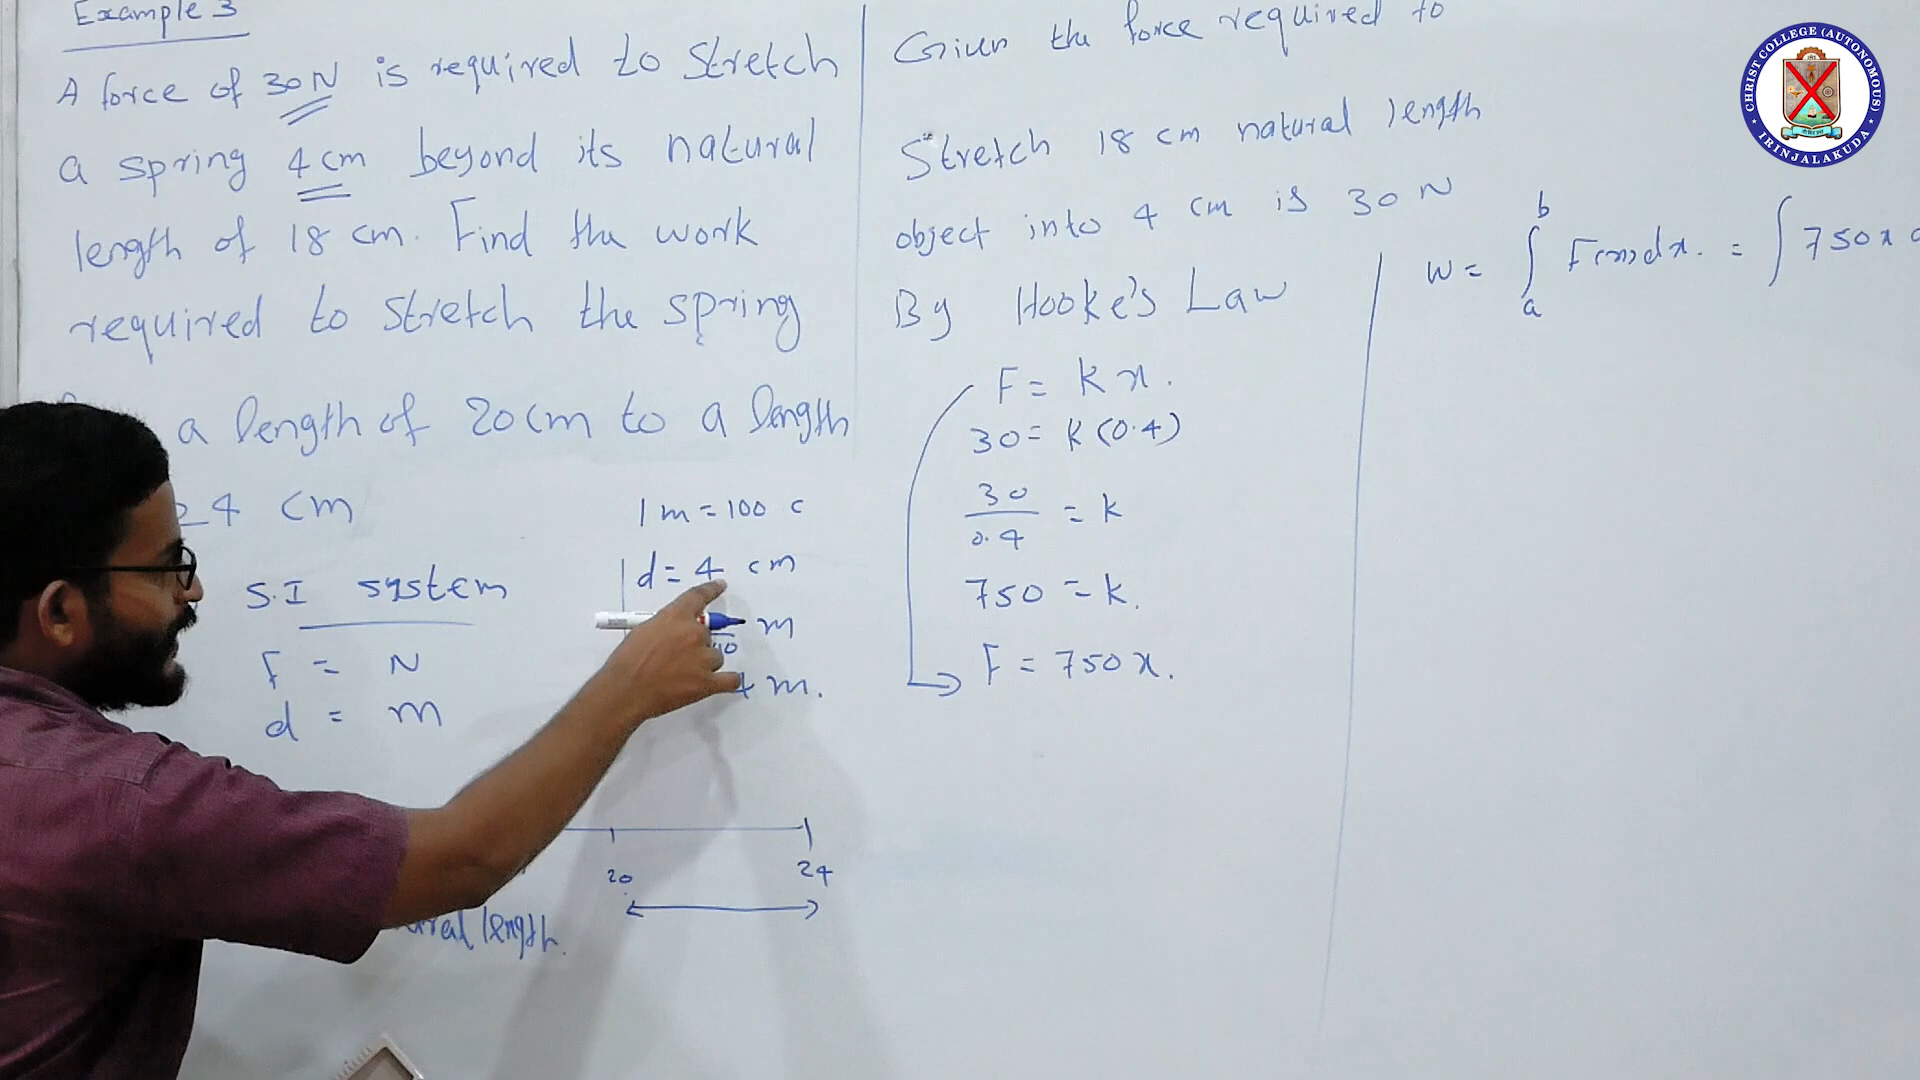 Example 3
A force of 30N is required to stretch
a spring 4 cm beyond its natural
length of 18 cm. Find the work
required to stretch the spring
a length of 20 cm to a length
24 cm
S.I system
F = N
d = m
1 m = 100 c
d = 4 cm
m
4 m.
20 24
length.
Given the force required to
stretch 18 cm natural length
object into 4 cm is 30 N
By Hooke's Law
F = kx.
30 = k (0.4)
30
0.4 = k
750 = k.
F = 750x.
b
W = ∫ F(x)dx. = ∫ 750x
a
CHRIST COLLEGE (AUTONOMOUS)
IRINJALAKUDA